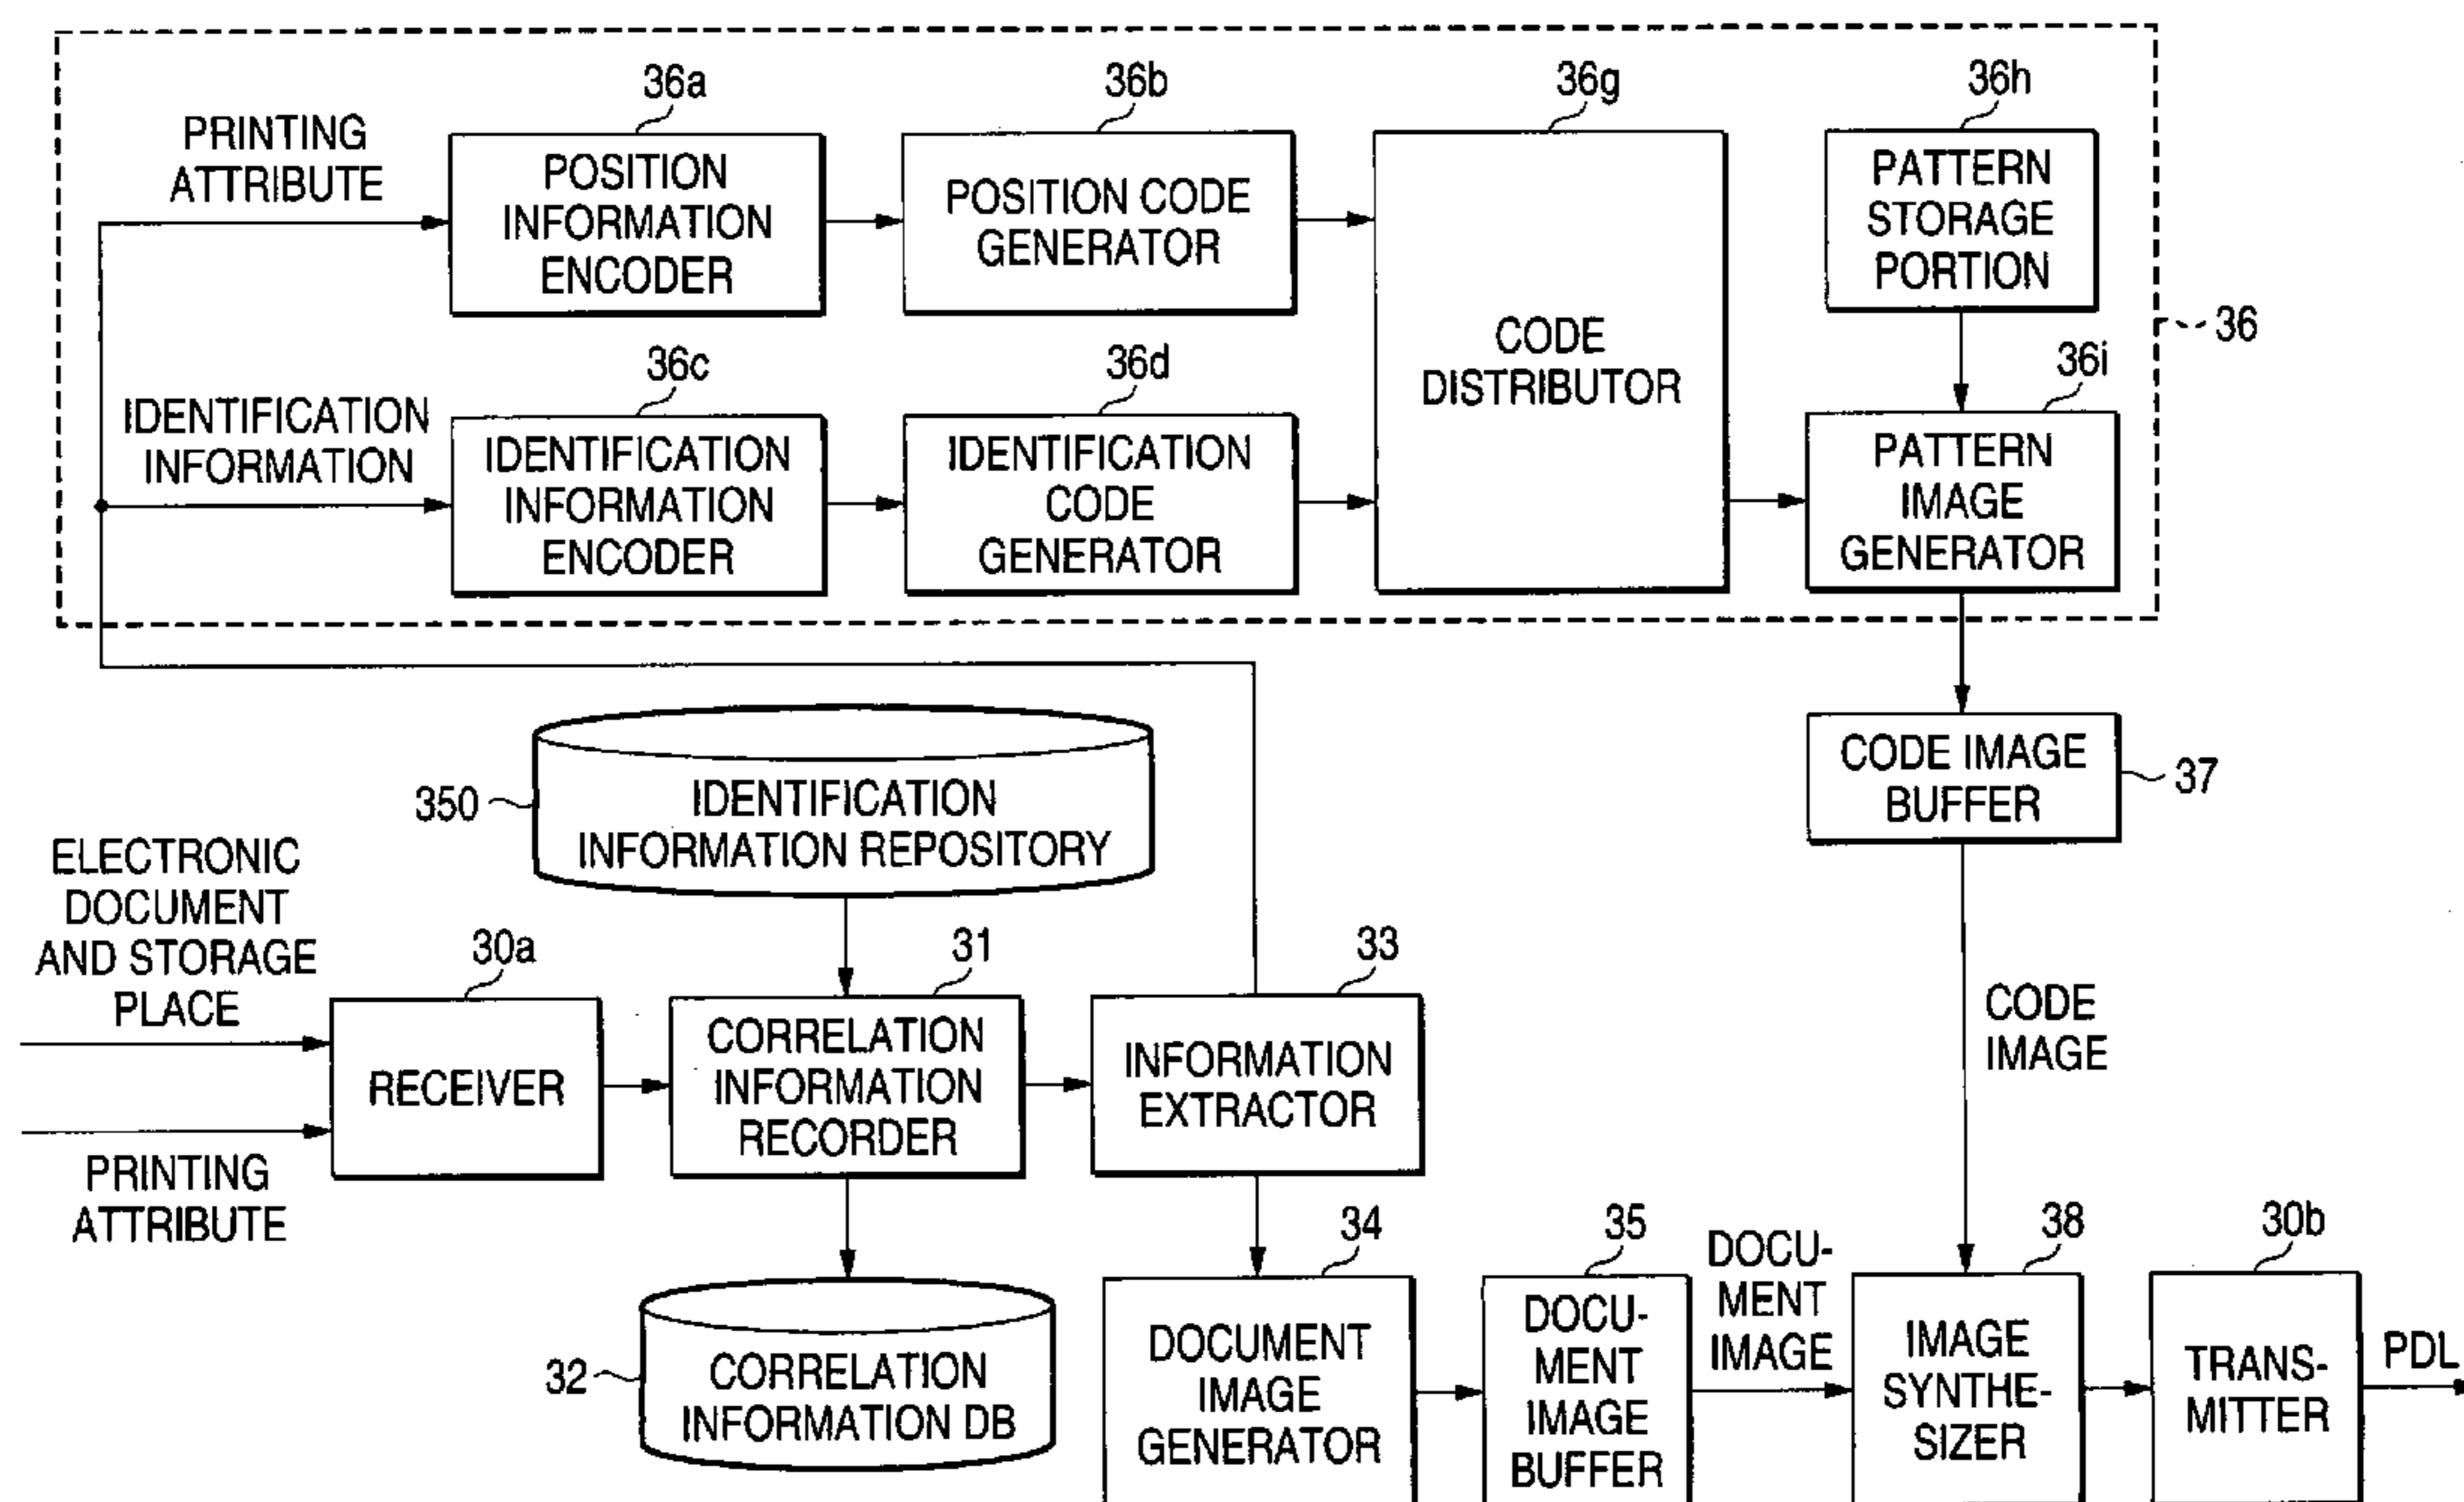 36a
36b
36g
36h
PRINTING
ATTRIBUTE
POSITION
INFORMATION
ENCODER
POSITION CODE
GENERATOR
CODE
DISTRIBUTOR
PATTERN
STORAGE
PORTION
36
36c
36d
36i
IDENTIFICATION
INFORMATION
IDENTIFICATION
INFORMATION
ENCODER
IDENTIFICATION
CODE
GENERATOR
PATTERN
IMAGE
GENERATOR
CODE IMAGE
BUFFER
37
350
IDENTIFICATION
INFORMATION REPOSITORY
ELECTRONIC
DOCUMENT
AND STORAGE
PLACE
30a
31
33
RECEIVER
CORRELATION
INFORMATION
RECORDER
INFORMATION
EXTRACTOR
CODE
IMAGE
PRINTING
ATTRIBUTE
34
35
DOCU-
MENT
IMAGE
38
30b
32
CORRELATION
INFORMATION DB
DOCUMENT
IMAGE
GENERATOR
DOCU-
MENT
IMAGE
BUFFER
IMAGE
SYNTHE-
SIZER
TRANS-
MITTER
PDL